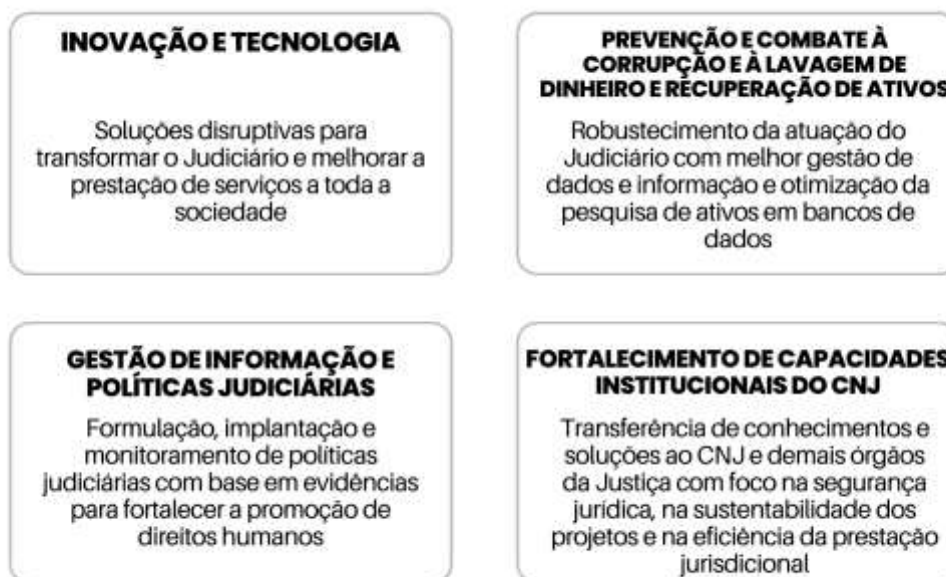 INOVAÇÃO E TECNOLOGIA
Soluções disruptivas para
transformar o Judiciário e melhorar a
prestação de serviços a toda a
sociedade
PREVENÇÃO E COMBATE À
CORRUPÇÃO E À LAVAGEM DE
DINHEIRO E RECUPERAÇÃO DE ATIVOS
Robustecimento da atuação do
Judiciário com melhor gestão de
dados e informação e otimização da
pesquisa de ativos em bancos de
dados
GESTÃO DE INFORMAÇÃO E
POLÍTICAS JUDICIÁRIAS
Formulação, implantação e
monitoramento de políticas
judiciárias com base em evidências
para fortalecer a promoção de
direitos humanos
FORTALECIMENTO DE CAPACIDADES
INSTITUCIONAIS DO CNJ
Transferência de conhecimentos e
soluções ao CNJ e demais órgãos
da Justiça com foco na segurança
jurídica, na sustentabilidade dos
projetos e na eficiência da prestação
jurisdicional